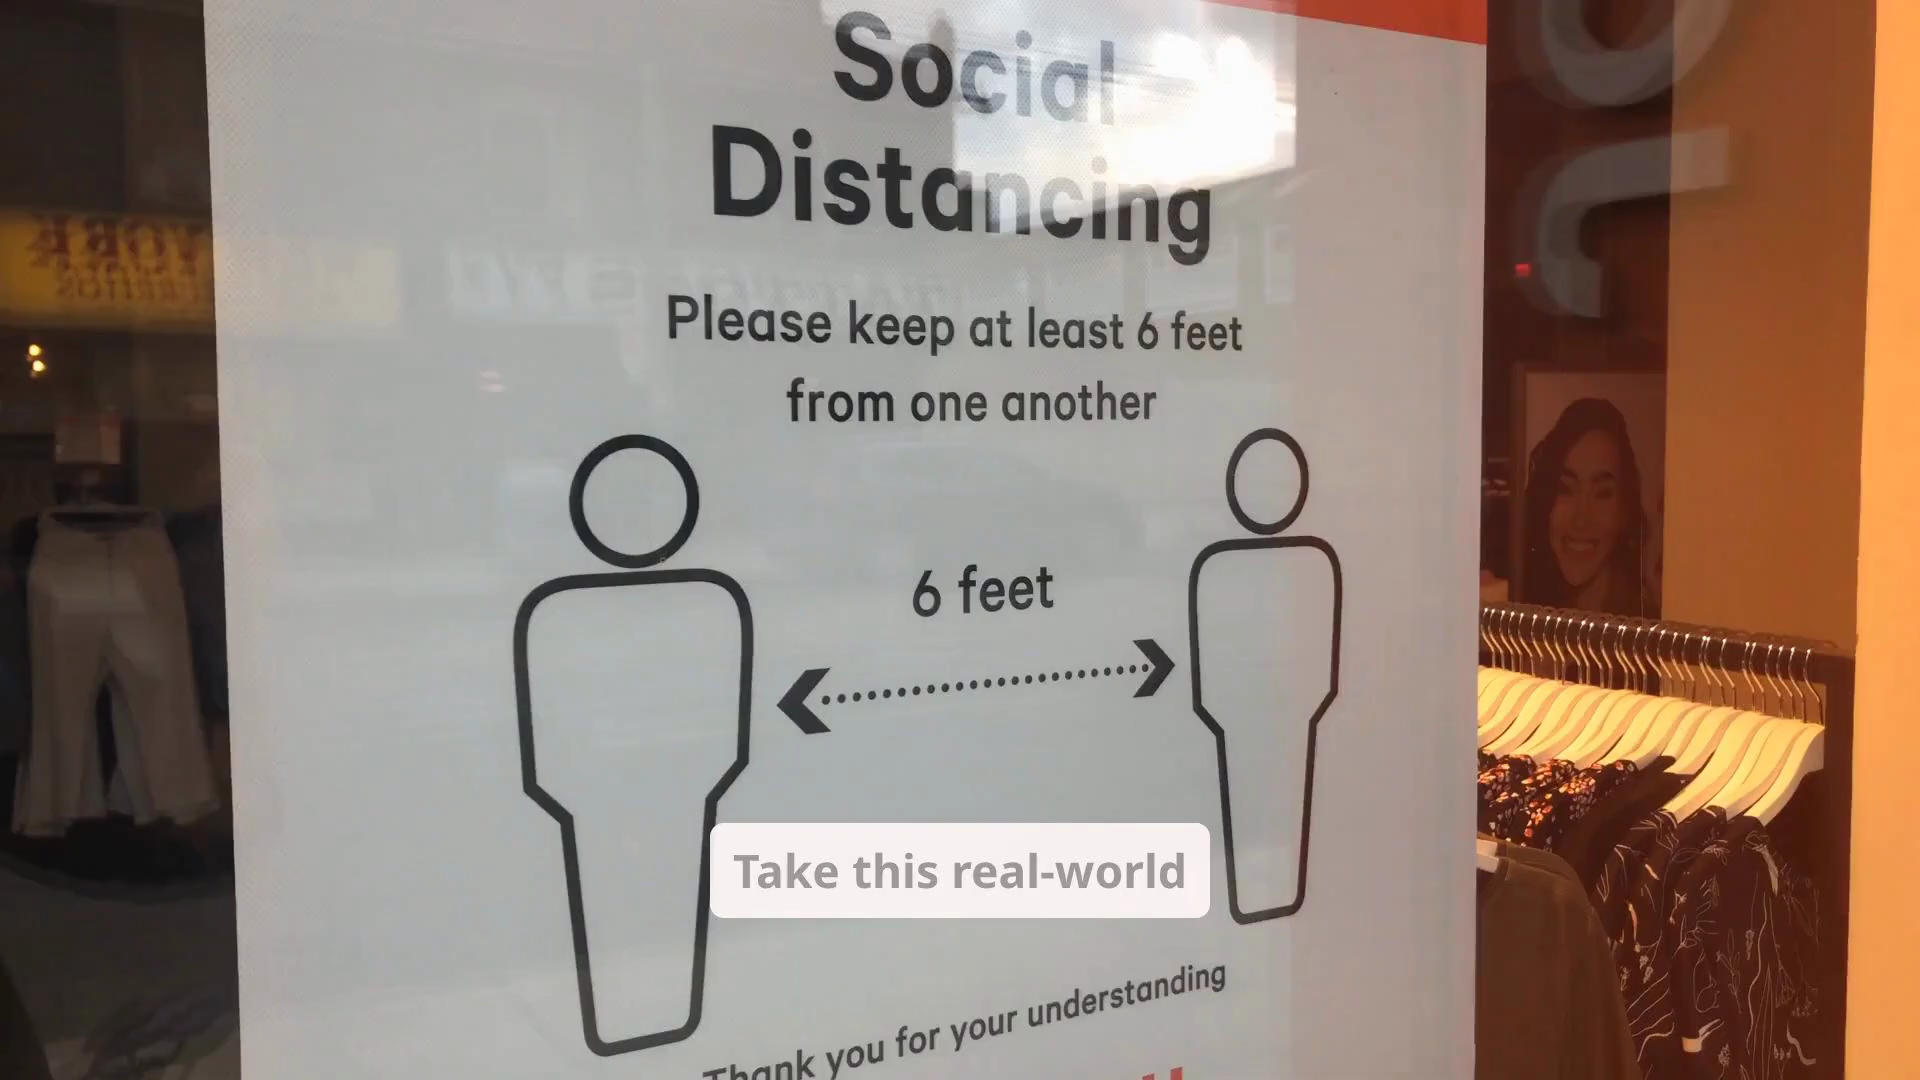 Social
Distancing
Please keep at least 6 feet
from one another
6 feet
Take this real-world
Thank you for your understanding
YORK